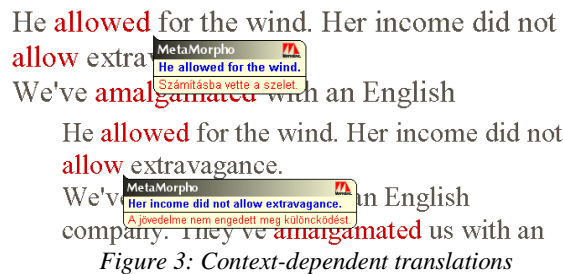 He allowed for the wind. Her income did not
allow extrav
MetaMorpho
He allowed for the wind.
Számításba vette a szelet.
We've amalgamated with an English
He allowed for the wind. Her income did not
allow extravagance.
We've an English
MetaMorpho
Her income did not allow extravagance.
A jövedelme nem engedett meg különcködést.
company. They've amalgamated us with an
Figure 3: Context-dependent translations